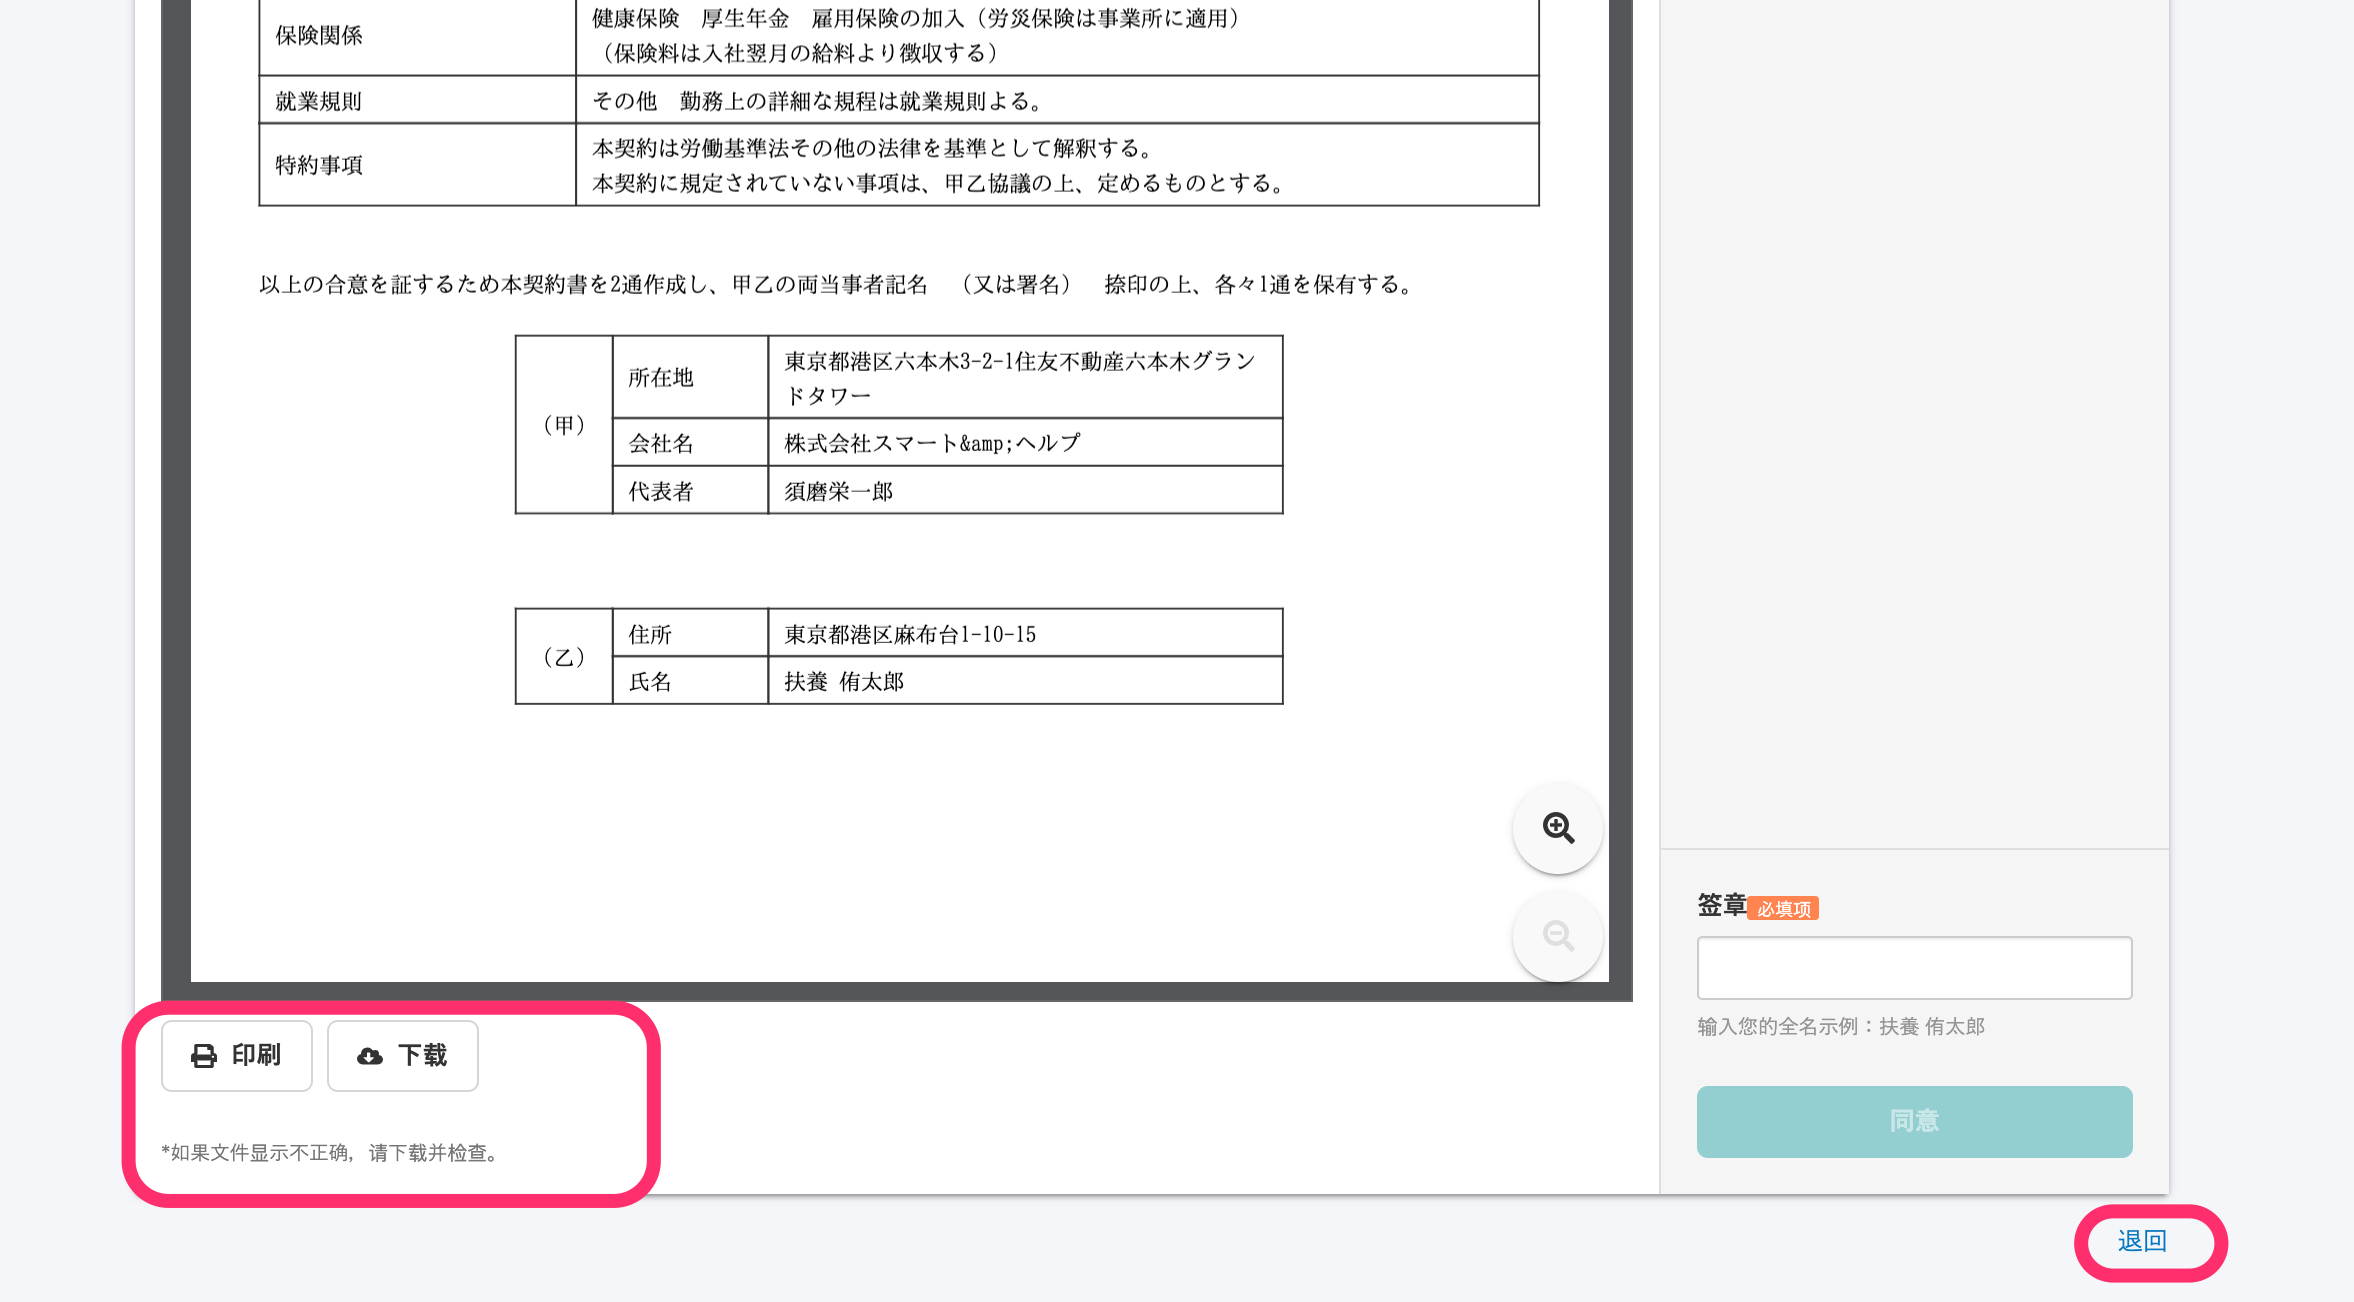 保険関係
健康保険　厚生年金　雇用保険の加入（労災保険は事業所に適用）
（保険料は入社翌月の給料より徴収する）
就業規則
その他　勤務上の詳細な規程は就業規則よる。
特約事項
本契約は労働基準法その他の法律を基準として解釈する。
本契約に規定されていない事項は、甲乙協議の上、定めるものとする。
以上の合意を証するため本契約書を2通作成し、甲乙の両当事者記名　（又は署名）　捺印の上、各々1通を保有する。
（甲）
所在地
東京都港区六本木3-2-1住友不動産六本木グラン
ドタワー
会社名
株式会社スマート&amp;ヘルプ
代表者
須磨栄一郎
（乙）
住所
東京都港区麻布台1-10-15
氏名
扶養 侑太郎
签章 必填项
输入您的全名示例：扶養 侑太郎
同意
印刷
下载
*如果文件显示不正确，请下载并检查。
退回